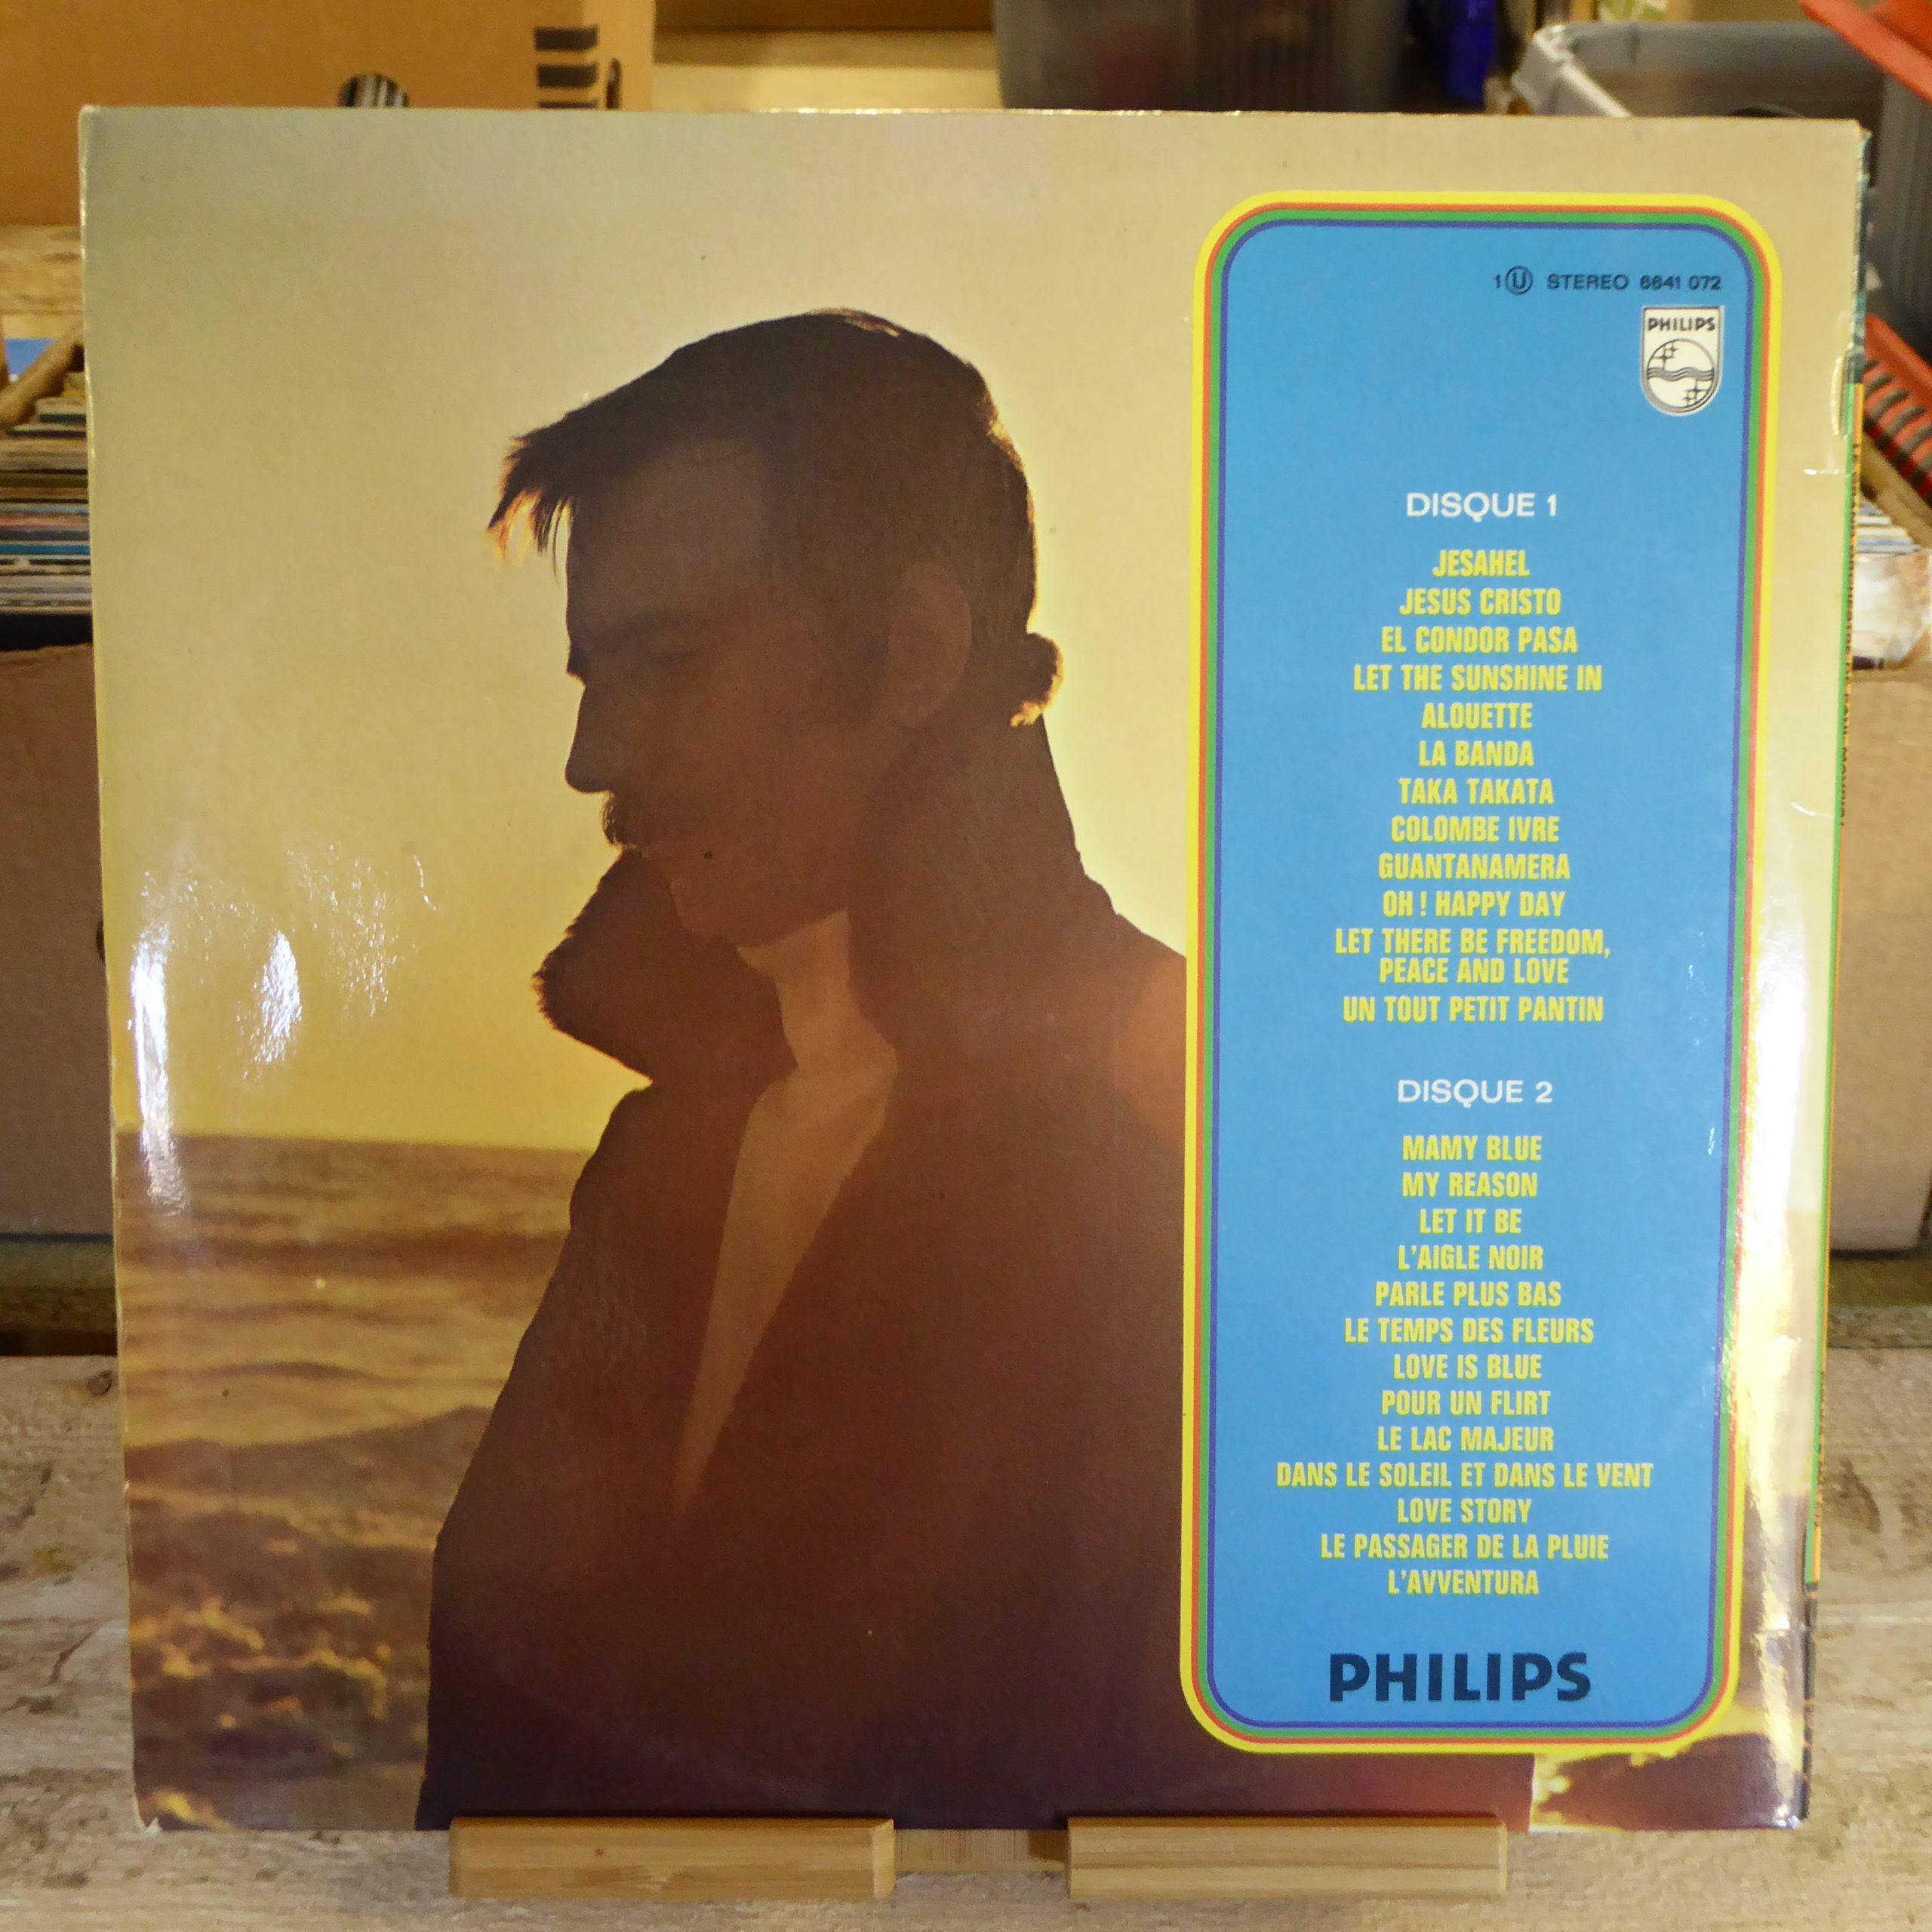 1 U STEREO 6641 072
PHILIPS
DISQUE 1
JESAHEL
JESUS CRISTO
EL CONDOR PASA
LET THE SUNSHINE IN
ALOUETTE
LA BANDA
TAKA TAKATA
COLOMBE IVRE
GUANTANAMERA
OH ! HAPPY DAY
LET THERE BE FREEDOM,
PEACE AND LOVE
UN TOUT PETIT PANTIN
DISQUE 2
MAMY BLUE
MY REASON
LET IT BE
L'AIGLE NOIR
PARLE PLUS BAS
LE TEMPS DES FLEURS
LOVE IS BLUE
POUR UN FLIRT
LE LAC MAJEUR
DANS LE SOLEIL ET DANS LE VENT
LOVE STORY
LE PASSAGER DE LA PLUIE
L'AVVENTURA
PHILIPS